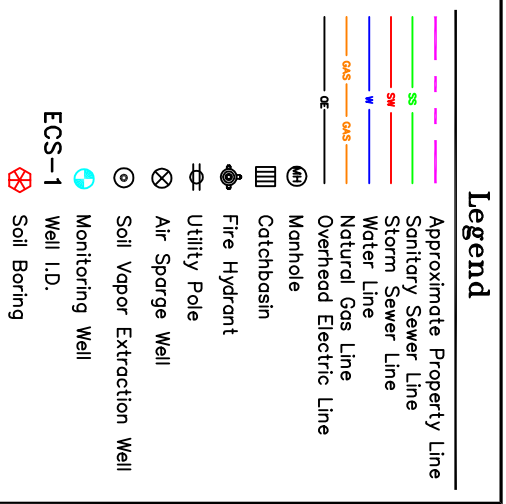 Legend
Approximate Property Line
SS Sanitary Sewer Line
SW Storm Sewer Line
W Water Line
GAS GAS Natural Gas Line
OE Overhead Electric Line
MH Manhole
Catchbasin
Fire Hydrant
Utility Pole
Air Sparge Well
Soil Vapor Extraction Well
Monitoring Well
ECS-1 Well I.D.
Soil Boring